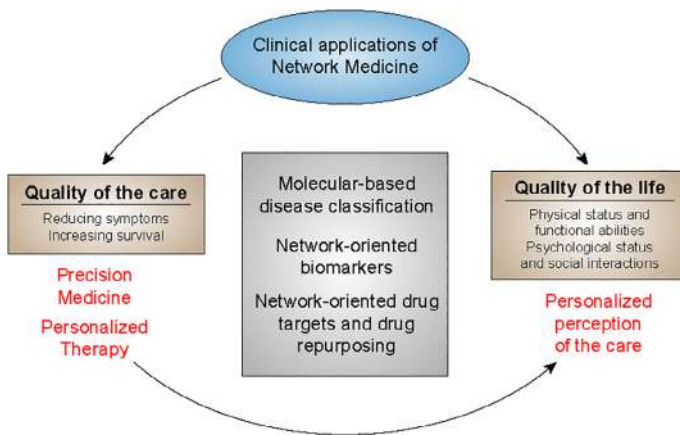 Clinical applications of
Network Medicine
Quality of the care
Reducing symptoms
Increasing survival
Precision
Medicine
Personalized
Therapy
Molecular-based
disease classification
Network-oriented
biomarkers
Network-oriented drug
targets and drug
repurposing
Quality of the life
Physical status and
functional abilities
Psychological status
and social interactions
Personalized
perception
of the care